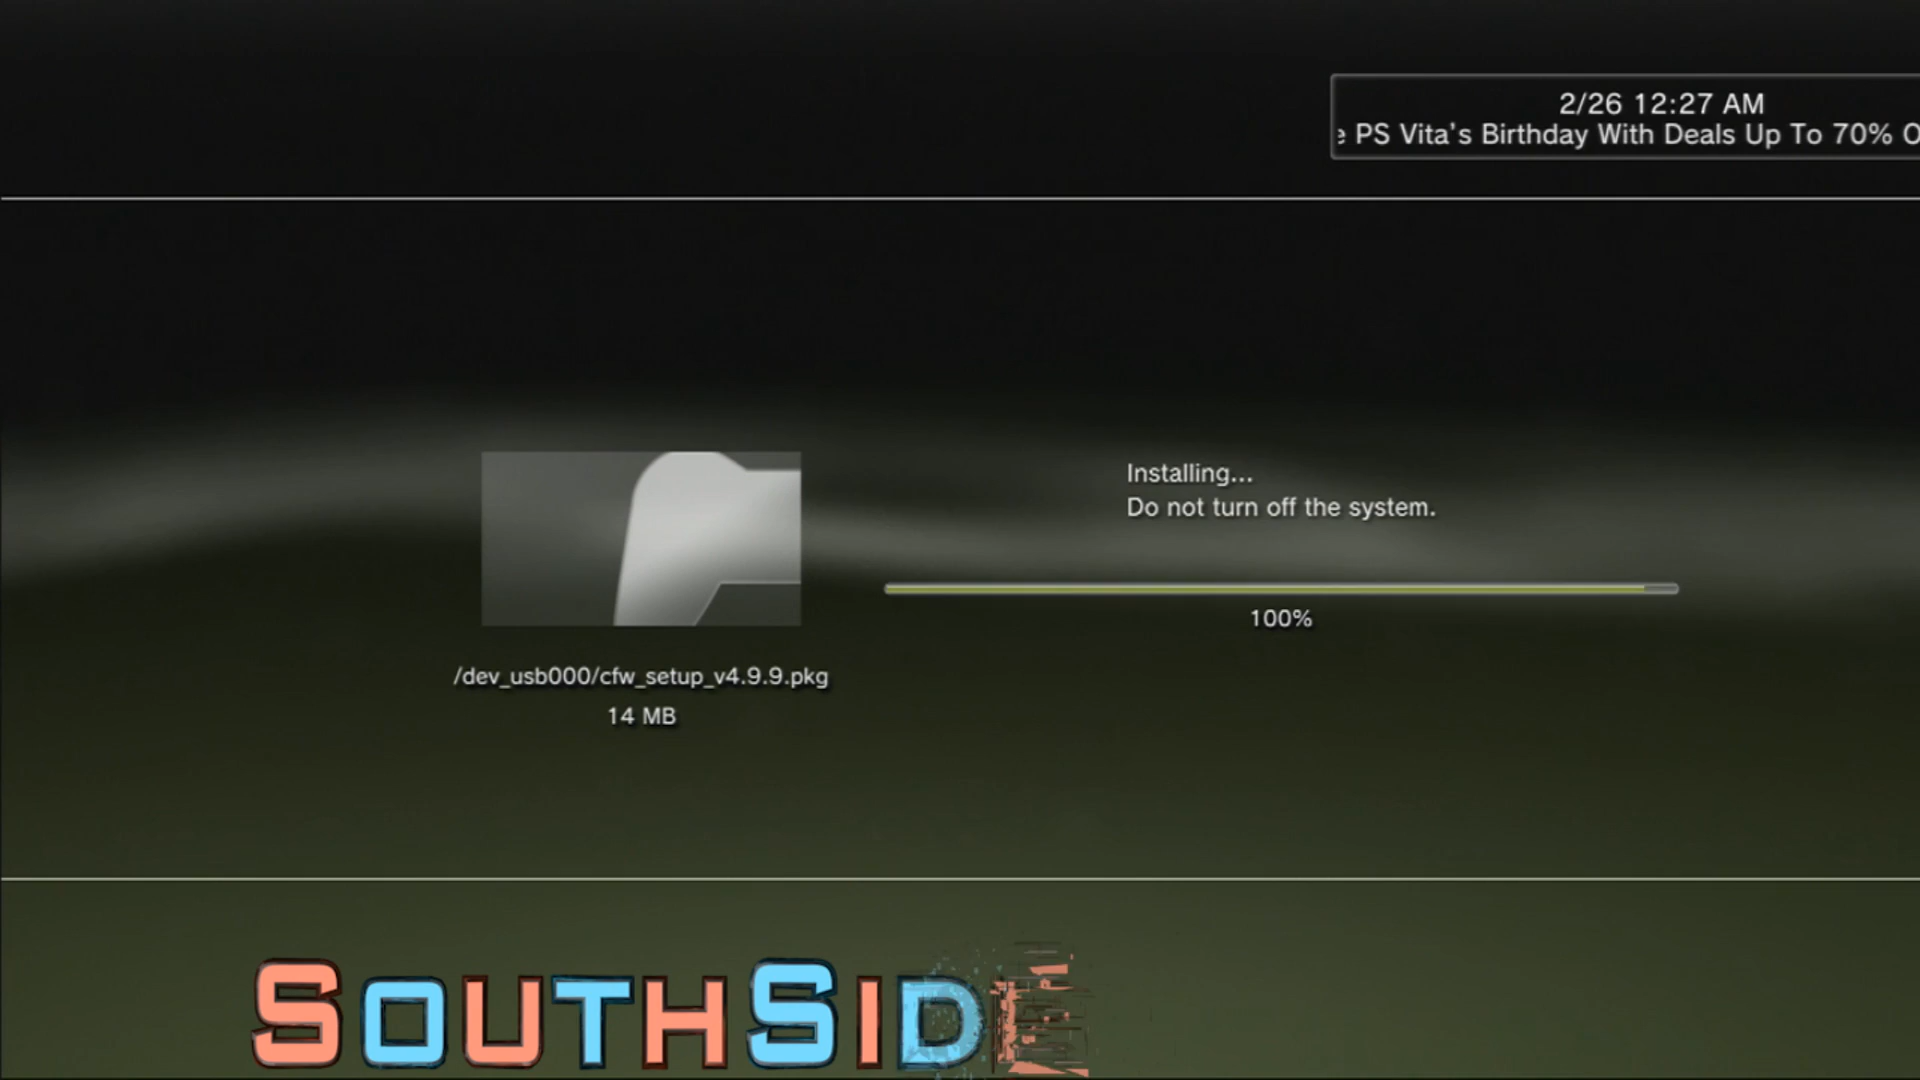 2/26 12:27 AM
PS Vita's Birthday With Deals Up To 70%
Installing...
Do not turn off the system.
100%
/dev_usb000/cfw_setup_v4.9.9.pkg
14 MB
SOUTHSIDE